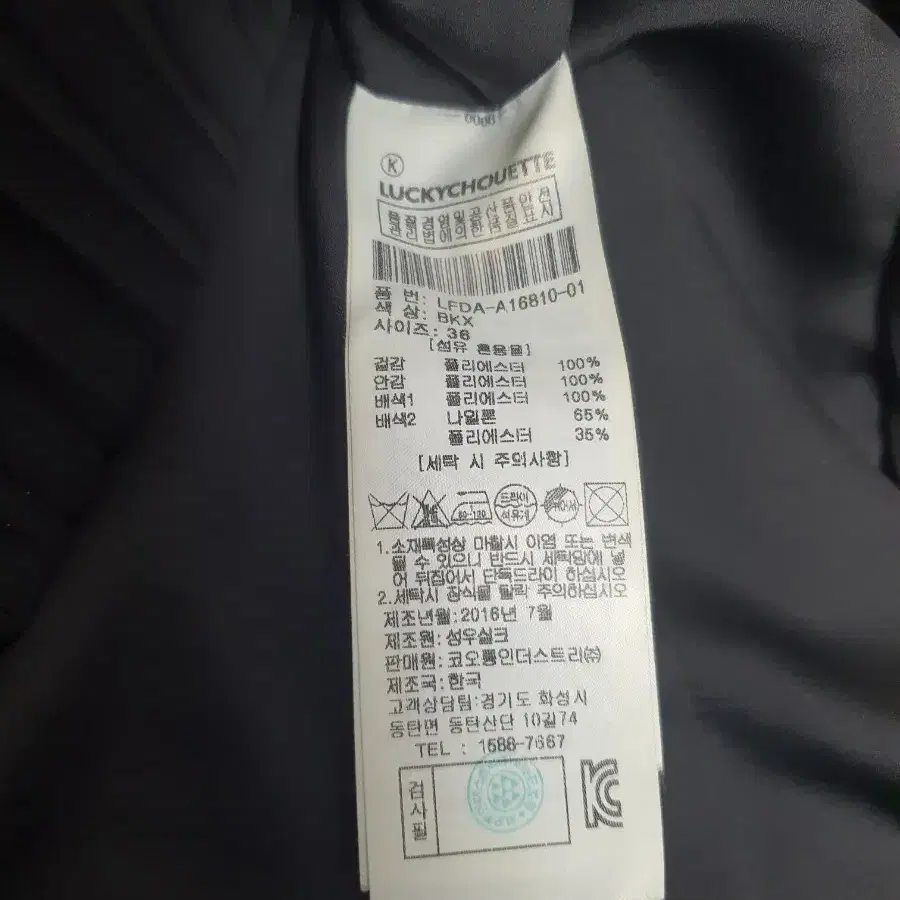 0000
K
LUCKYCHOUETTE
품질경영및공산품안전
관리법에의한품질표시
품 번: LFDA-A16810-01
색 상: BKX
사이즈: 36
[섬유 혼용율]
겉감 폴리에스터 100%
안감 폴리에스터 100%
배색1 폴리에스터 100%
배색2 나일론 65%
폴리에스터 35%
[세탁 시 주의사항]
80-120
드라이
석유계
1.소재특성상 마찰시 이염 또는 변색
될 수 있으니 반드시 세탁망에 넣
어 뒤집어서 단독드라이 하십시오
2.세탁시 장식물 탈락 주의하십시오
제조년월:2016년 7월
제조원:성우실크
판매원:코오롱인더스트리㈜
제조국:한국
고객상담팀:경기도 화성시
동탄면 동탄산단 10길74
TEL : 1588-7667
검사필